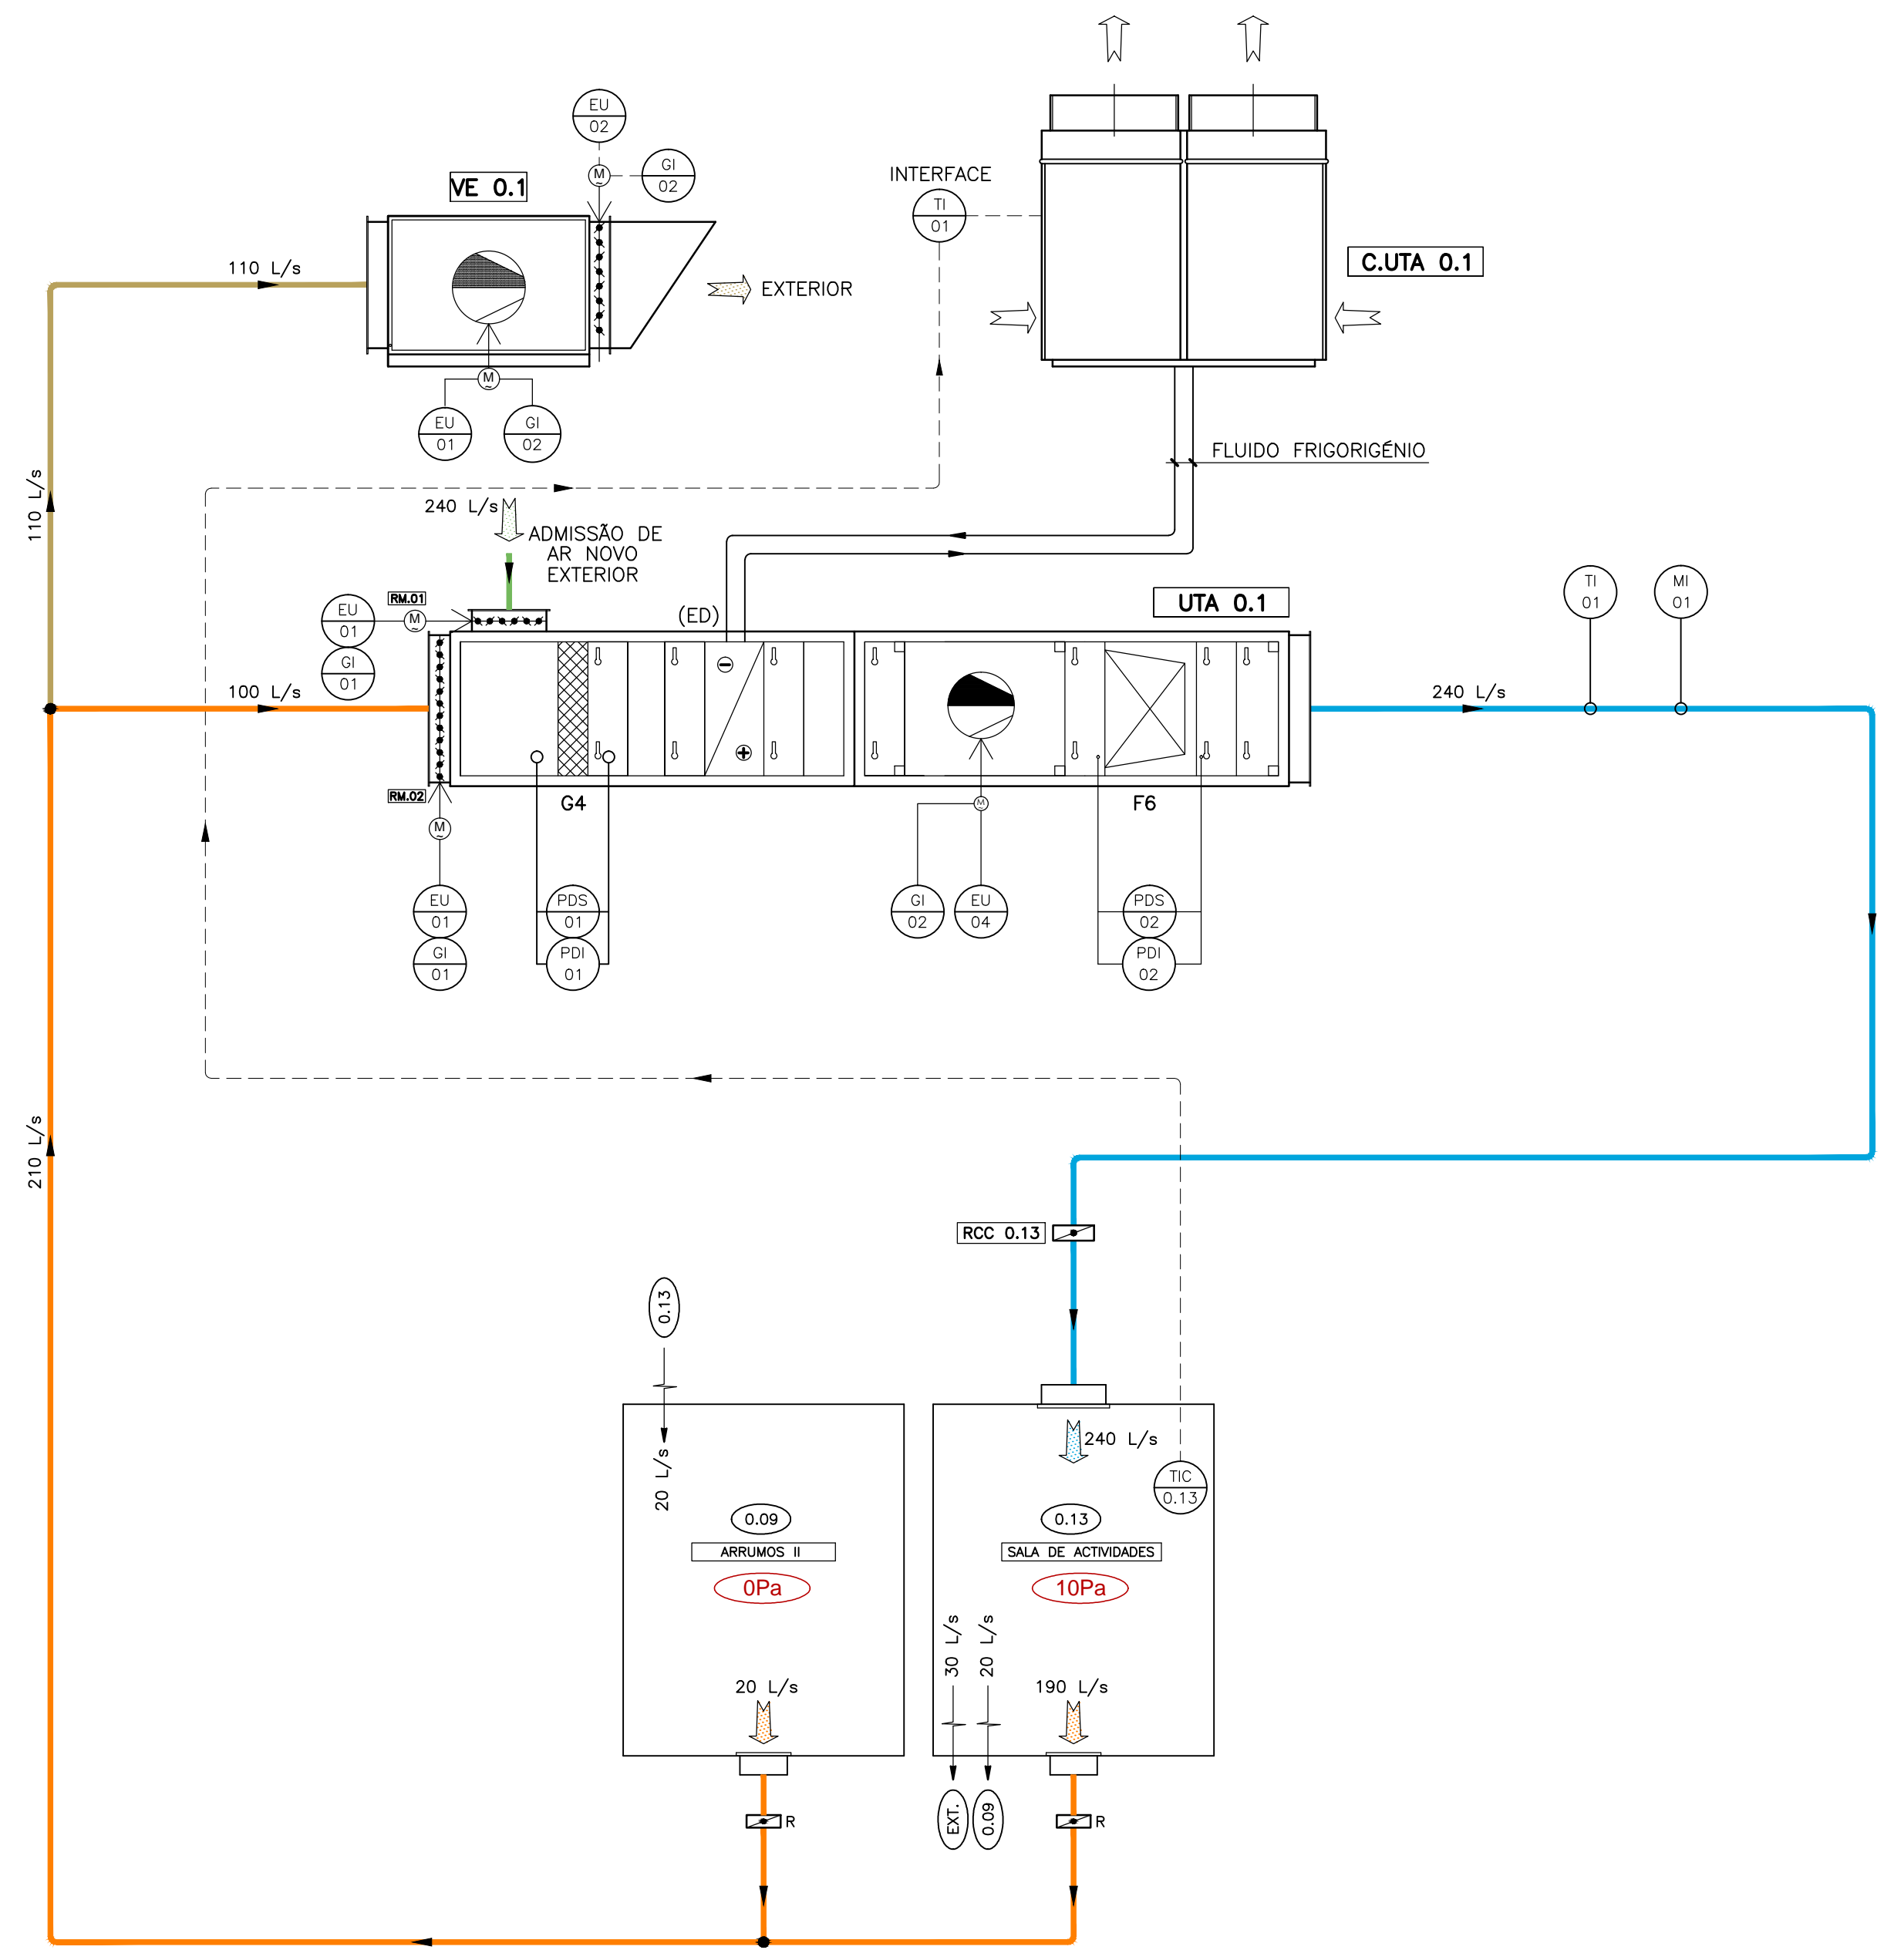 EU
02
GI
02
VE 0.1
M
~
INTERFACE
TI
01
C.UTA 0.1
110 L/s
EXTERIOR
M
~
EU
01
GI
02
FLUIDO FRIGORIGÉNIO
110 L/s
240 L/s
ADMISSÃO DE
AR NOVO
EXTERIOR
RM.01
EU
01
M
~
GI
01
(ED)
UTA 0.1
TI
01
MI
01
100 L/s
240 L/s
RM.02
G4
F6
M
~
M
~
EU
01
GI
01
PDS
01
PDI
01
GI
02
EU
04
PDS
02
PDI
02
210 L/s
RCC 0.13
0.13
20 L/s
240 L/s
TIC
0.13
0.09
ARRUMOS II
0Pa
0.13
SALA DE ACTIVIDADES
10Pa
20 L/s
30 L/s
20 L/s
190 L/s
R
EXT.
0.09
R